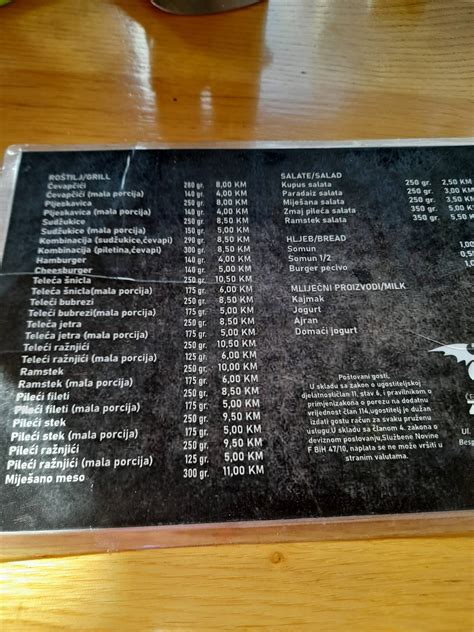 ROŠTILJ/GRILL
Ćevapčići 280 gr. 8,00 KM
Ćevapčići (mala porcija) 140 gr. 4,00 KM
Pljeskavica 280 gr. 8,00 KM
Pljeskavica (mala porcija) 140 gr. 4,00 KM
Sudžukice 250 gr. 8,50 KM
Sudžukice (mala porcija) 150 gr. 5,00 KM
Kombinacija (sudžukice,ćevapi) 290 gr. 8,50 KM
Kombinacija (piletina,ćevapi) 300 gr. 8,50 KM
Hamburger 140 gr. 4,00 KM
Cheesburger 140 gr. 5,00 KM
Teleća šnicla 250 gr. 10,50 KM
Teleća šnicla(mala porcija) 175 gr. 6,00 KM
Teleći bubrezi 250 gr. 8,50 KM
Teleći bubrezi(mala porcija) 175 gr. 5,00 KM
Teleća jetra 250 gr. 8,50 KM
Teleća jetra (mala porcija) 175 gr. 5,00 KM
Teleći ražnjići 250 gr. 10,50 KM
Teleći ražnjići (mala porcija) 125 gr. 6,00 KM
Ramstek 250 gr. 10,00 KM
Ramstek (mala porcija) 175 gr. 6,00 KM
Pileći fileti 250 gr. 8,50 KM
Pileći fileti (mala porcija) 175 gr. 5,00 KM
Pileći stek 250 gr. 9,50 KM
Pileći stek (mala porcija) 175 gr. 5,00 KM
Pileći ražnjići 250 gr. 9,50 KM
Pileći ražnjići (mala porcija) 125 gr. 5,00 KM
Miješano meso 300 gr. 11,00 KM
SALATE/SALAD
Kupus salata 250 gr. 2,50 KM
Paradaiz salata 250 gr. 3,50 KM
Miješana salata 250 gr. 3,50 KM
Zmaj pileća salata 350 gr. 5,00
Ramstek salata 350 gr. 5,50
HLJEB/BREAD
Somun
Somun 1/2
Burger pecivo
MLIJEČNI PROIZVODI/MILK
Kajmak
Jogurt
Ajran
Domaći jogurt
Poštovani gosti,
U skladu sa zakon o ugostiteljskoj
djelatnošti član 11, stav 4, i pravilnikom o
primjeni zakona o porezu na dodatnu
vrijednost član 114,ugostitelj je dužan
izdati gostu račun za svaku pruženu
uslugu.U skladu sa članom 4. zakona o
deviznom poslovanju,Službene Novine
F BiH 47/10, naplata se ne može vršiti u
stranim valutama.
Ul.